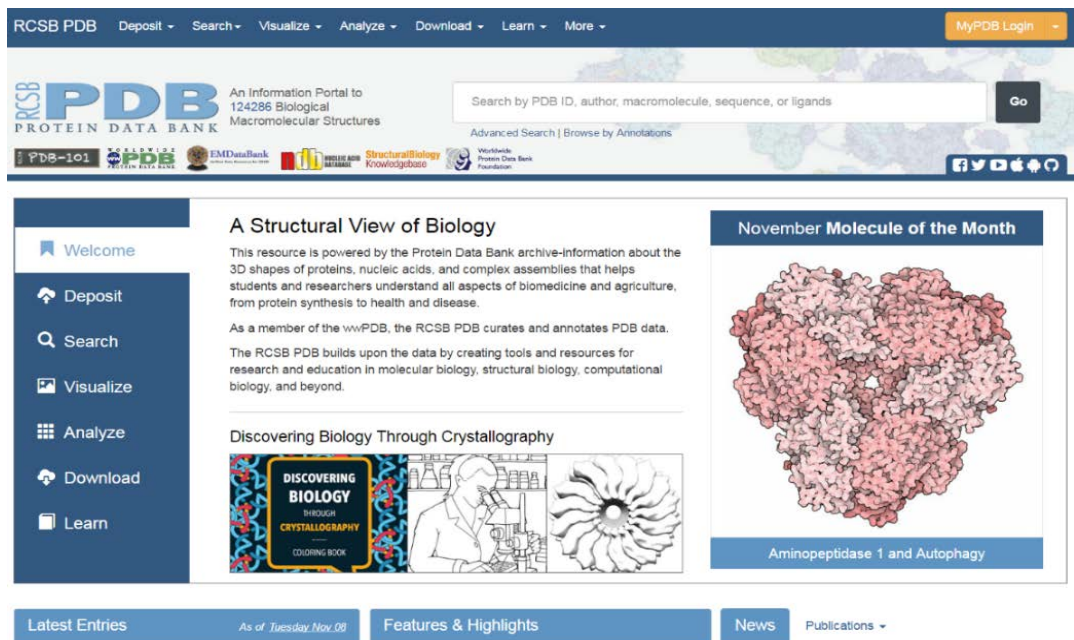 RCSB PDB Deposit Search Visualize Analyze Download Learn More MyPDB Login
RCSB PDB
PROTEIN DATA BANK
An Information Portal to
124286 Biological
Macromolecular Structures
Search by PDB ID, author, macromolecule, sequence, or ligands
Go
Advanced Search | Browse by Annotations
PDB-101
WORLDWIDE
PDB
PROTEIN DATA BANK
EMDataBank
NUCLEIC ACID
DATABASE
StructuralBiology
Knowledgebase
Worldwide
Protein Data Bank
Foundation
Welcome
Deposit
Search
Visualize
Analyze
Download
Learn
A Structural View of Biology
This resource is powered by the Protein Data Bank archive-information about the
3D shapes of proteins, nucleic acids, and complex assemblies that helps
students and researchers understand all aspects of biomedicine and agriculture,
from protein synthesis to health and disease.
As a member of the wwPDB, the RCSB PDB curates and annotates PDB data.
The RCSB PDB builds upon the data by creating tools and resources for
research and education in molecular biology, structural biology, computational
biology, and beyond.
Discovering Biology Through Crystallography
DISCOVERING
BIOLOGY
THROUGH
CRYSTALLOGRAPHY
COLORING BOOK
November Molecule of the Month
Aminopeptidase 1 and Autophagy
Latest Entries As of Tuesday Nov 08
Features & Highlights
News Publications